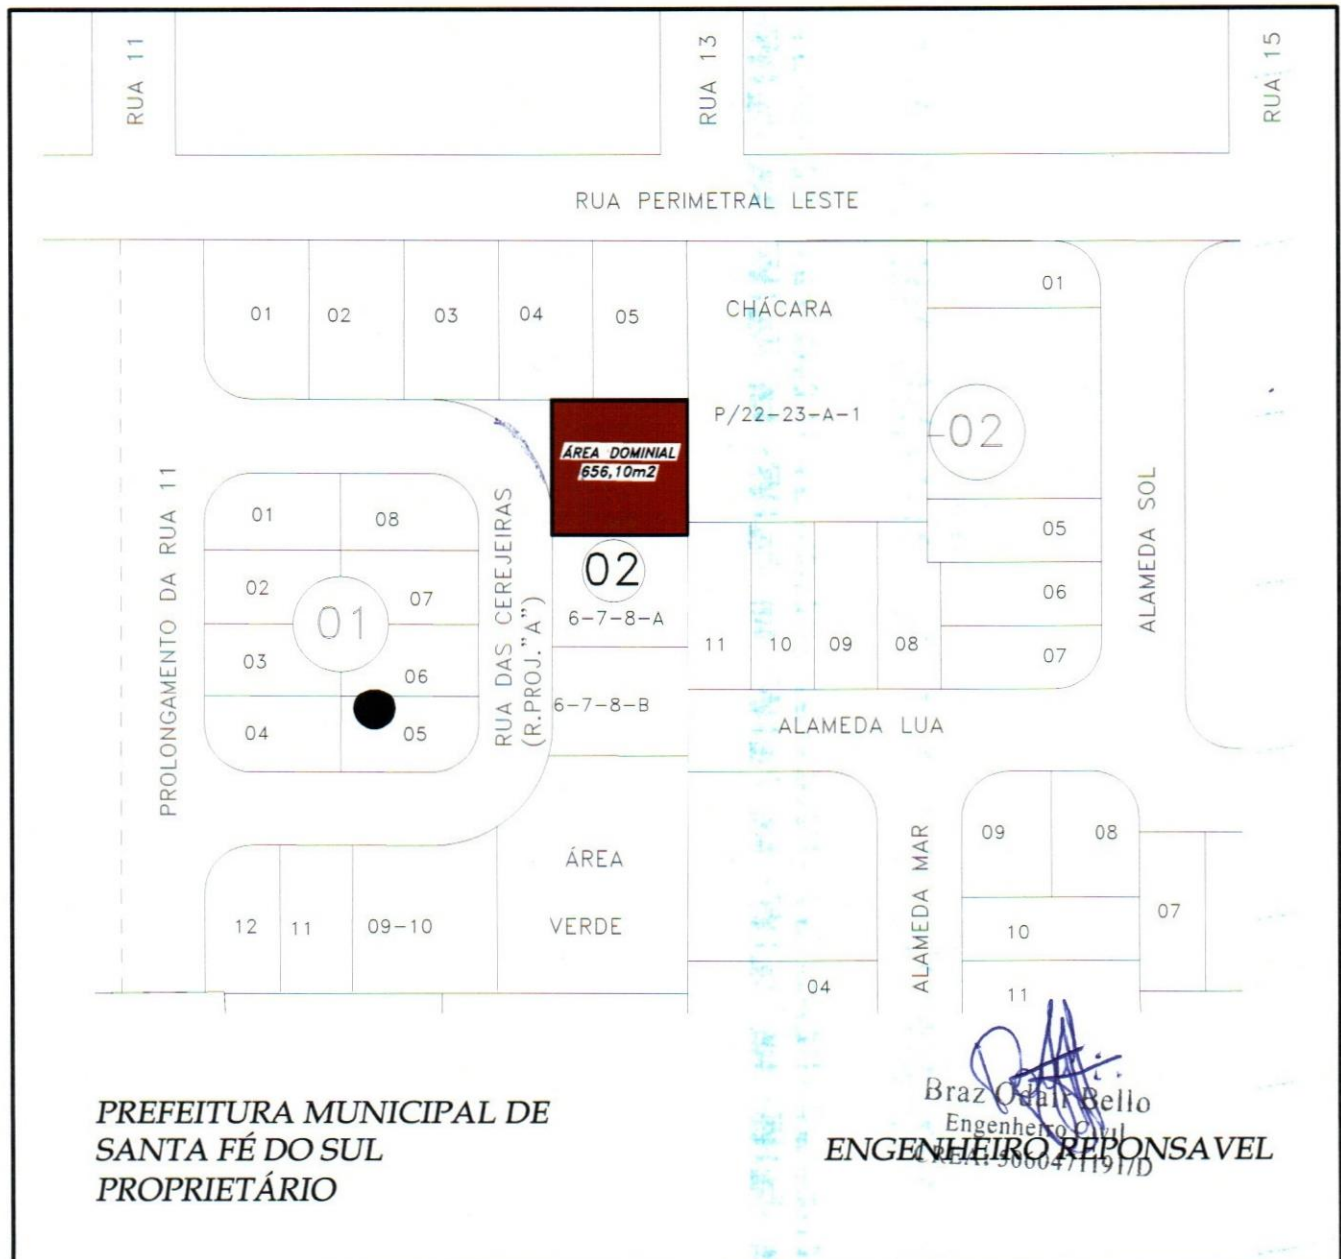 RUA 11
RUA 13
RUA 15
RUA PERIMETRAL LESTE
01
02
03
04
05
CHÁCARA
P/22-23-A-1
01
-02
05
06
07
ÁREA DOMINIAL
656,10m2
PROLONGAMENTO DA RUA 11
01
08
02
07
01
03
06
04
05
RUA DAS CEREJEIRAS
(R.PROJ."A")
02
6-7-8-A
6-7-8-B
11
10
09
08
ALAMEDA SOL
ALAMEDA LUA
ÁREA
VERDE
12
11
09-10
04
ALAMEDA MAR
09
08
10
11
07
PREFEITURA MUNICIPAL DE
SANTA FÉ DO SUL
PROPRIETÁRIO
Braz Odair Bello
Engenheiro Civil
ENGENHEIRO REPONSAVEL
CREA: 5060471191/D